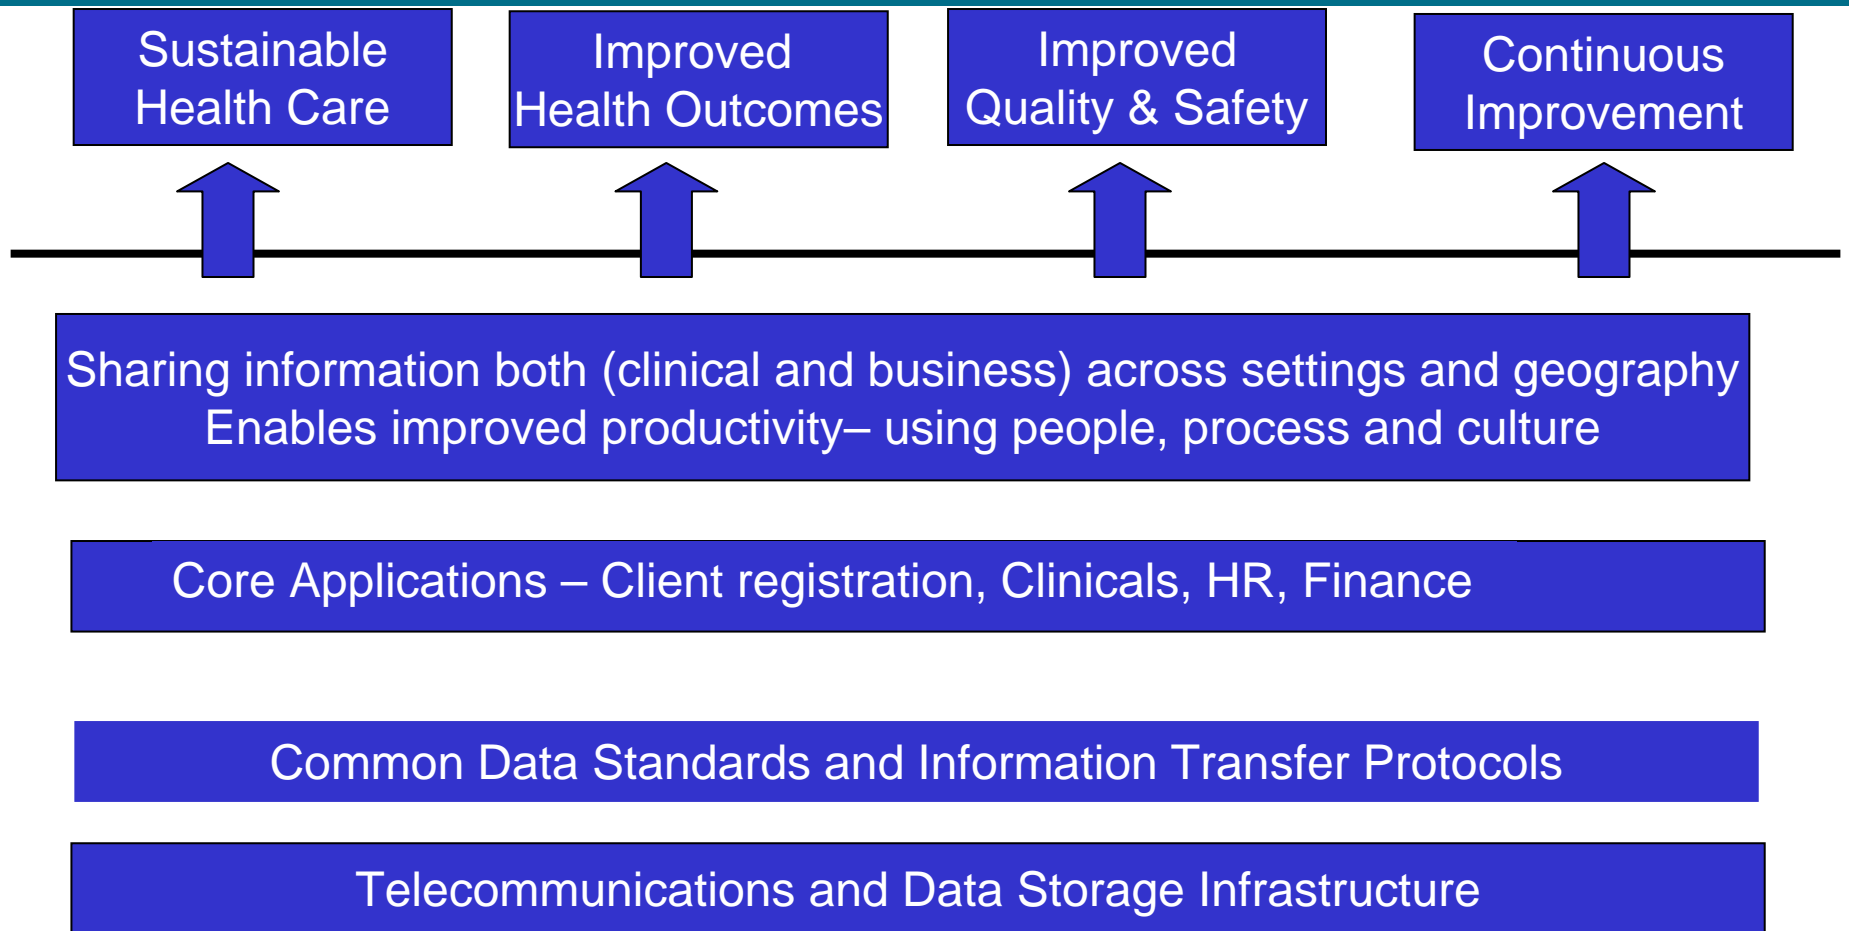 Sustainable
Health Care
Improved
Health Outcomes
Improved
Quality & Safety
Continuous
Improvement
Sharing information both (clinical and business) across settings and geography
Enables improved productivity– using people, process and culture
Core Applications – Client registration, Clinicals, HR, Finance
Common Data Standards and Information Transfer Protocols
Telecommunications and Data Storage Infrastructure